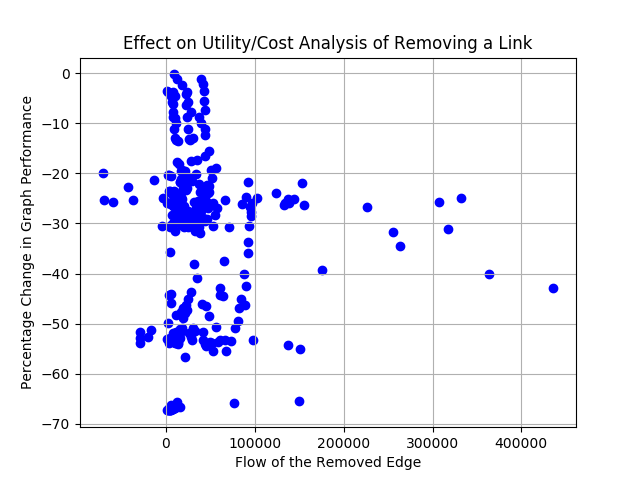 Effect on Utility/Cost Analysis of Removing a Link
Percentage Change in Graph Performance
0
−10
−20
−30
−40
−50
−60
−70
0 100000 200000 300000 400000
Flow of the Removed Edge